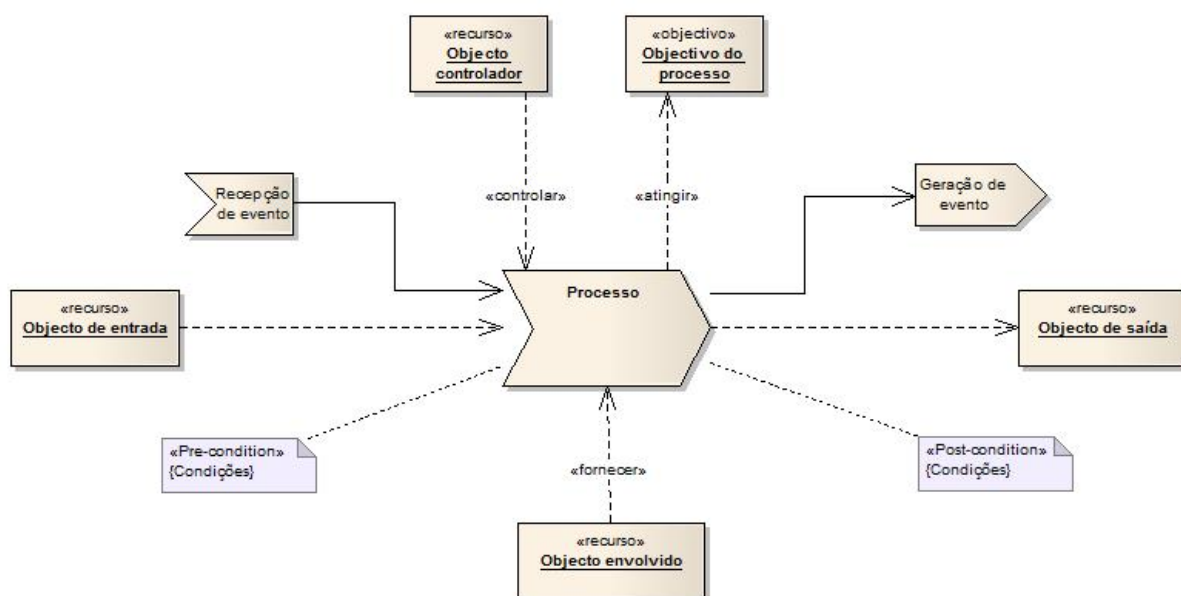 «recurso»
Objecto
controlador
«objectivo»
Objectivo do
processo
Recepção
de evento
«controlar»
«atingir»
Geração de
evento
«recurso»
Objecto de entrada
Processo
«recurso»
Objecto de saída
«Pre-condition»
{Condições}
«fornecer»
«Post-condition»
{Condições}
«recurso»
Objecto envolvido